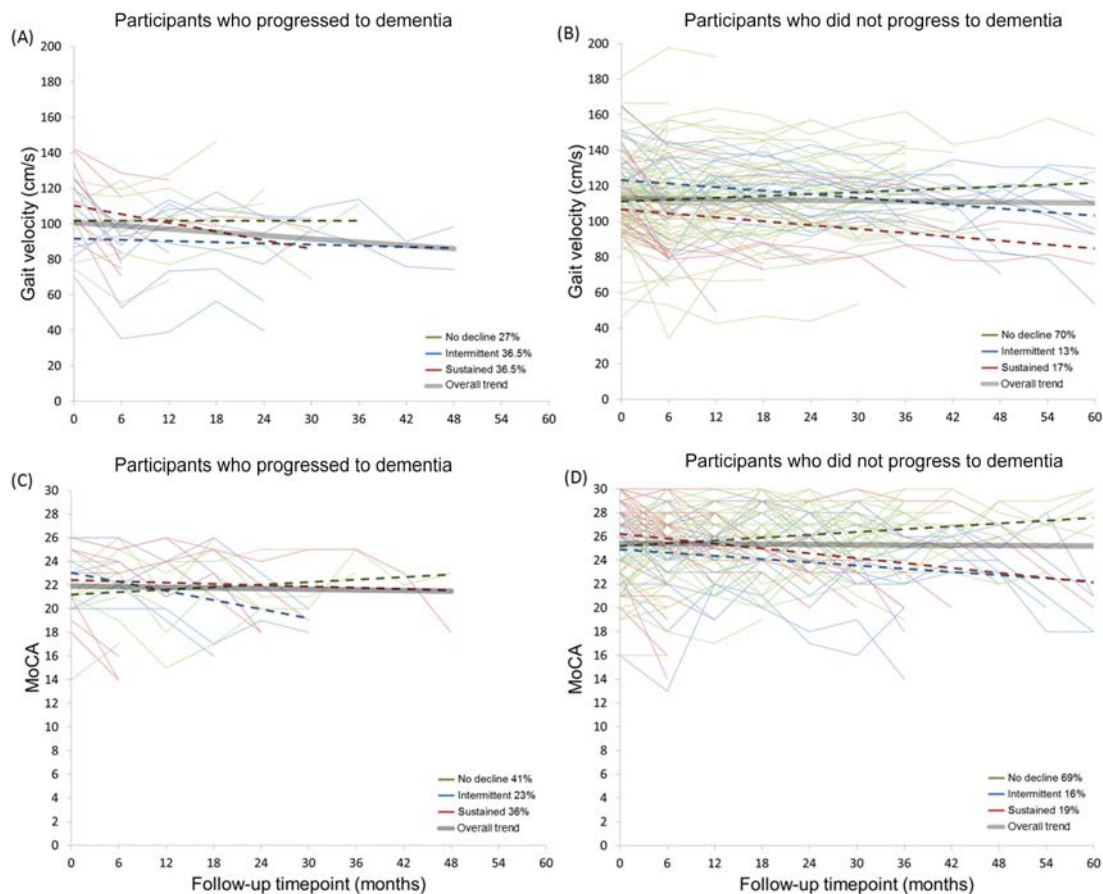 Participants who progressed to dementia
(A)
Gait velocity (cm/s)
200
180
160
140
120
100
80
60
40
20
0
No decline 27%
Intermittent 36.5%
Sustained 36.5%
Overall trend
0 6 12 18 24 30 36 42 48 54 60
Participants who did not progress to dementia
(B)
Gait velocity (cm/s)
200
180
160
140
120
100
80
60
40
20
0
No decline 70%
Intermittent 13%
Sustained 17%
Overall trend
0 6 12 18 24 30 36 42 48 54 60
Participants who progressed to dementia
(C)
MoCA
30
28
26
24
22
20
18
16
14
12
10
8
6
4
2
0
No decline 41%
Intermittent 23%
Sustained 36%
Overall trend
0 6 12 18 24 30 36 42 48 54 60
Follow-up timepoint (months)
Participants who did not progress to dementia
(D)
MoCA
30
28
26
24
22
20
18
16
14
12
10
8
6
4
2
0
No decline 69%
Intermittent 16%
Sustained 19%
Overall trend
0 6 12 18 24 30 36 42 48 54 60
Follow-up timepoint (months)